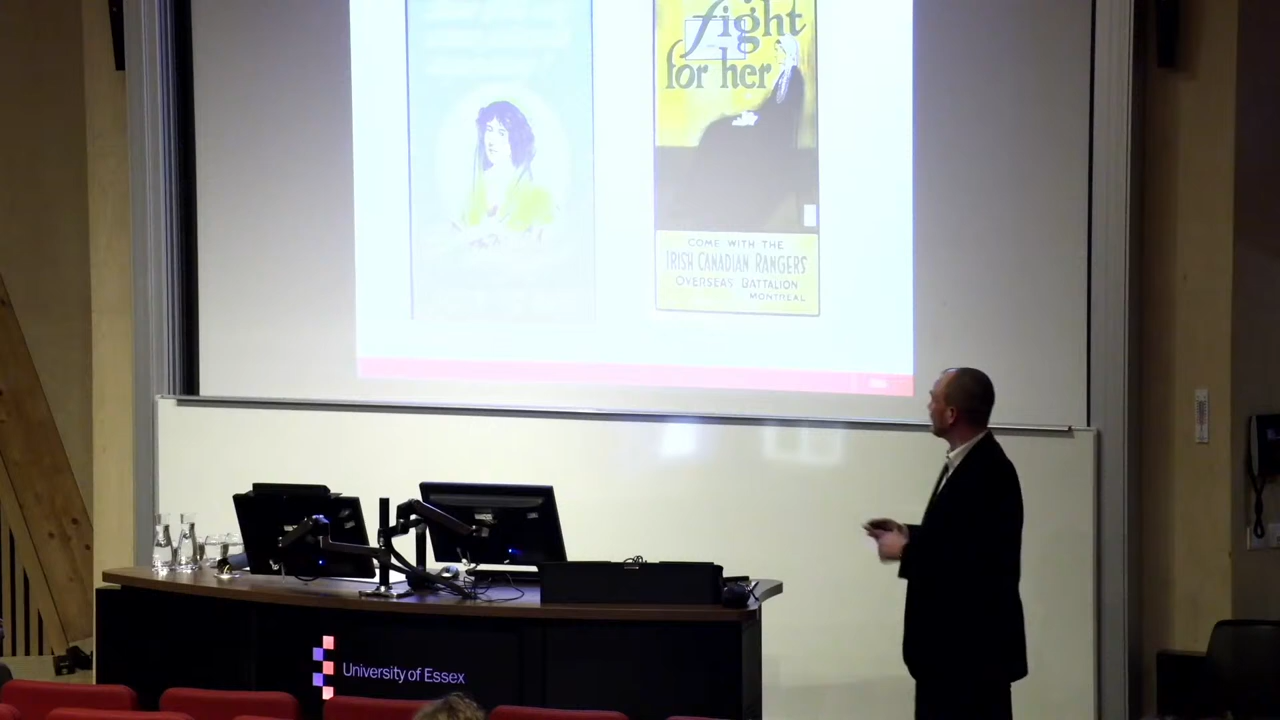 fight
for her
COME WITH THE
IRISH CANADIAN RANGERS
OVERSEAS BATTALION
MONTREAL
University of Essex